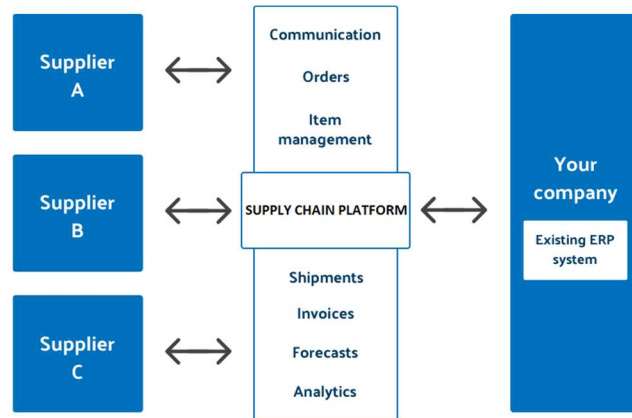 Supplier
A
Supplier
B
Supplier
C
Communication
Orders
Item
management
SUPPLY CHAIN PLATFORM
Shipments
Invoices
Forecasts
Analytics
Your
company
Existing ERP
system